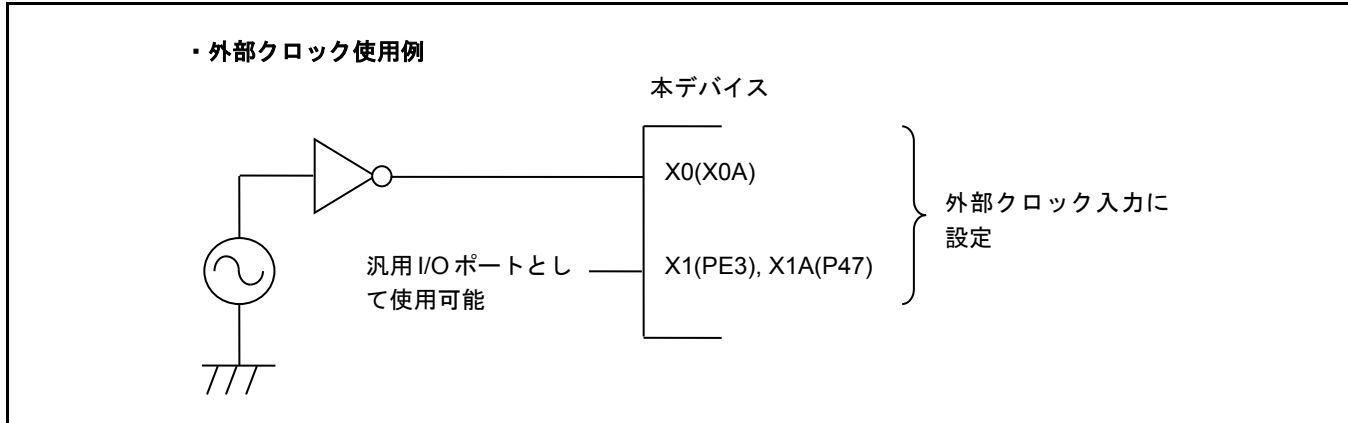 ・外部クロック使用例
本デバイス
X0(X0A)
外部クロック入力に
設定
汎用 I/O ポートとし
て使用可能
X1(PE3), X1A(P47)